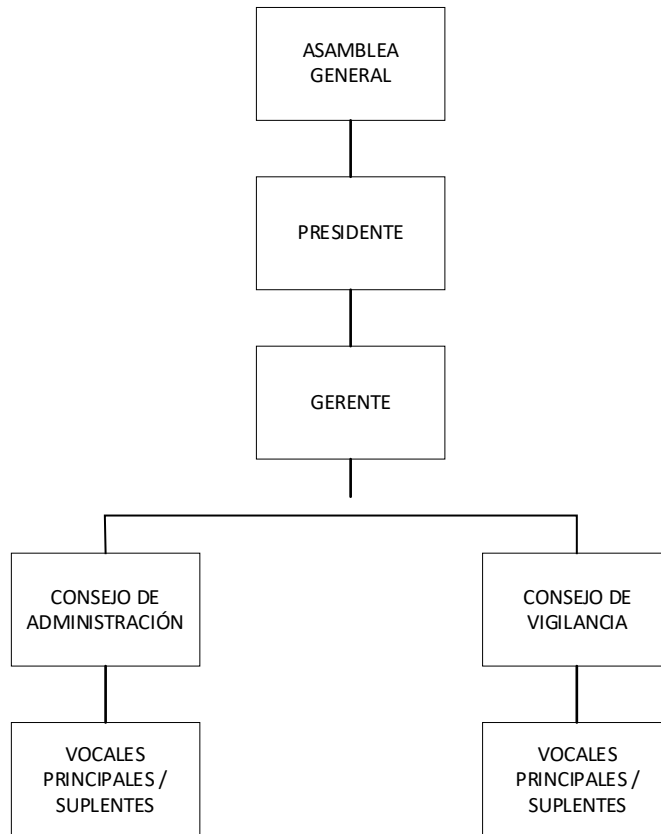 ASAMBLEA
GENERAL
PRESIDENTE
GERENTE
CONSEJO DE
ADMINISTRACIÓN
CONSEJO DE
VIGILANCIA
VOCALES
PRINCIPALES /
SUPLENTES
VOCALES
PRINCIPALES /
SUPLENTES